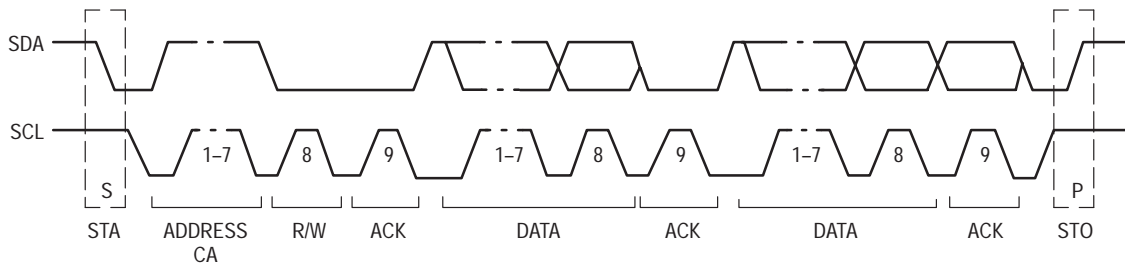 SDA
SCL
1–7 8 9 1–7 8 9 1–7 8 9
S P
STA ADDRESS CA R/W ACK DATA ACK DATA ACK STO